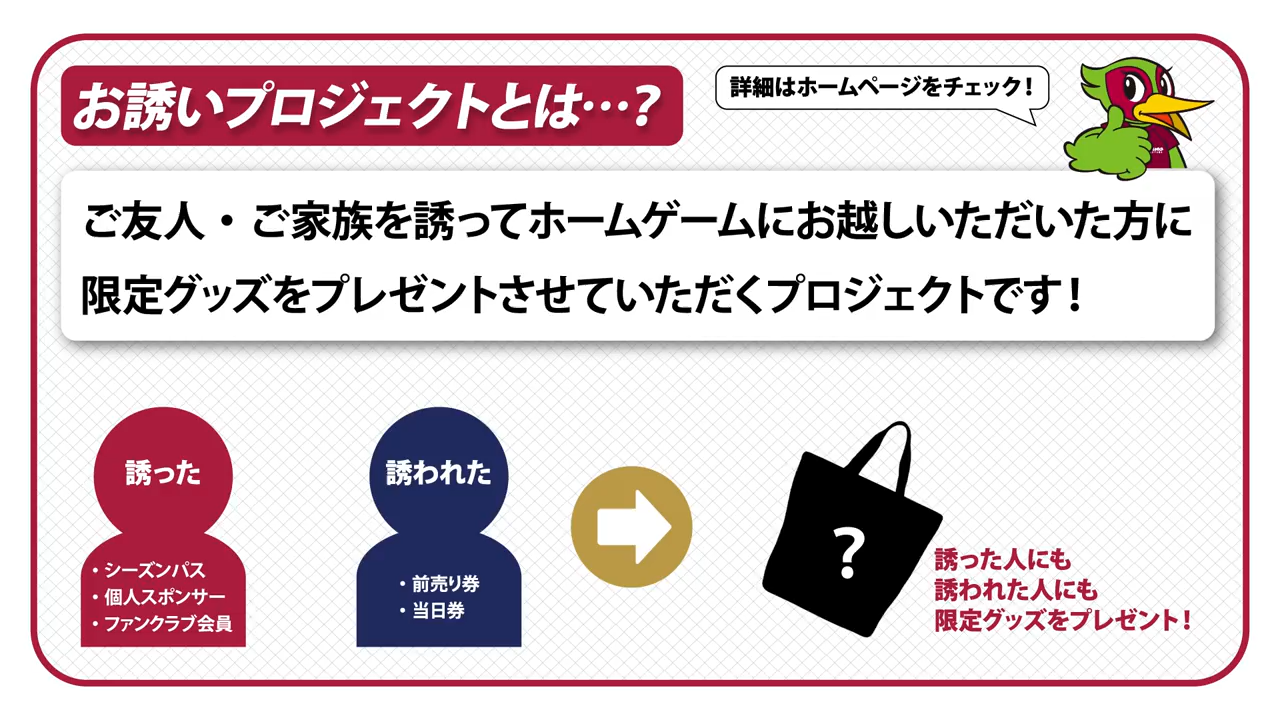 お誘いプロジェクトとは…？
詳細はホームページをチェック！
ご友人・ご家族を誘ってホームゲームにお越しいただいた方に
限定グッズをプレゼントさせていただくプロジェクトです！
誘った
・シーズンパス
・個人スポンサー
・ファンクラブ会員
誘われた
・前売り券
・当日券
？
誘った人にも
誘われた人にも
限定グッズをプレゼント！